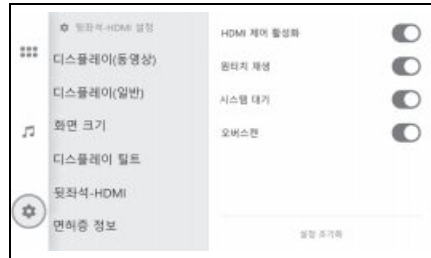 뒷좌석-HDMI 설정
디스플레이(동영상)
디스플레이(일반)
화면 크기
디스플레이 틸트
뒷좌석-HDMI
면허증 정보
HDMI 제어 활성화
원터치 재생
시스템 대기
오버스캔
설정 초기화